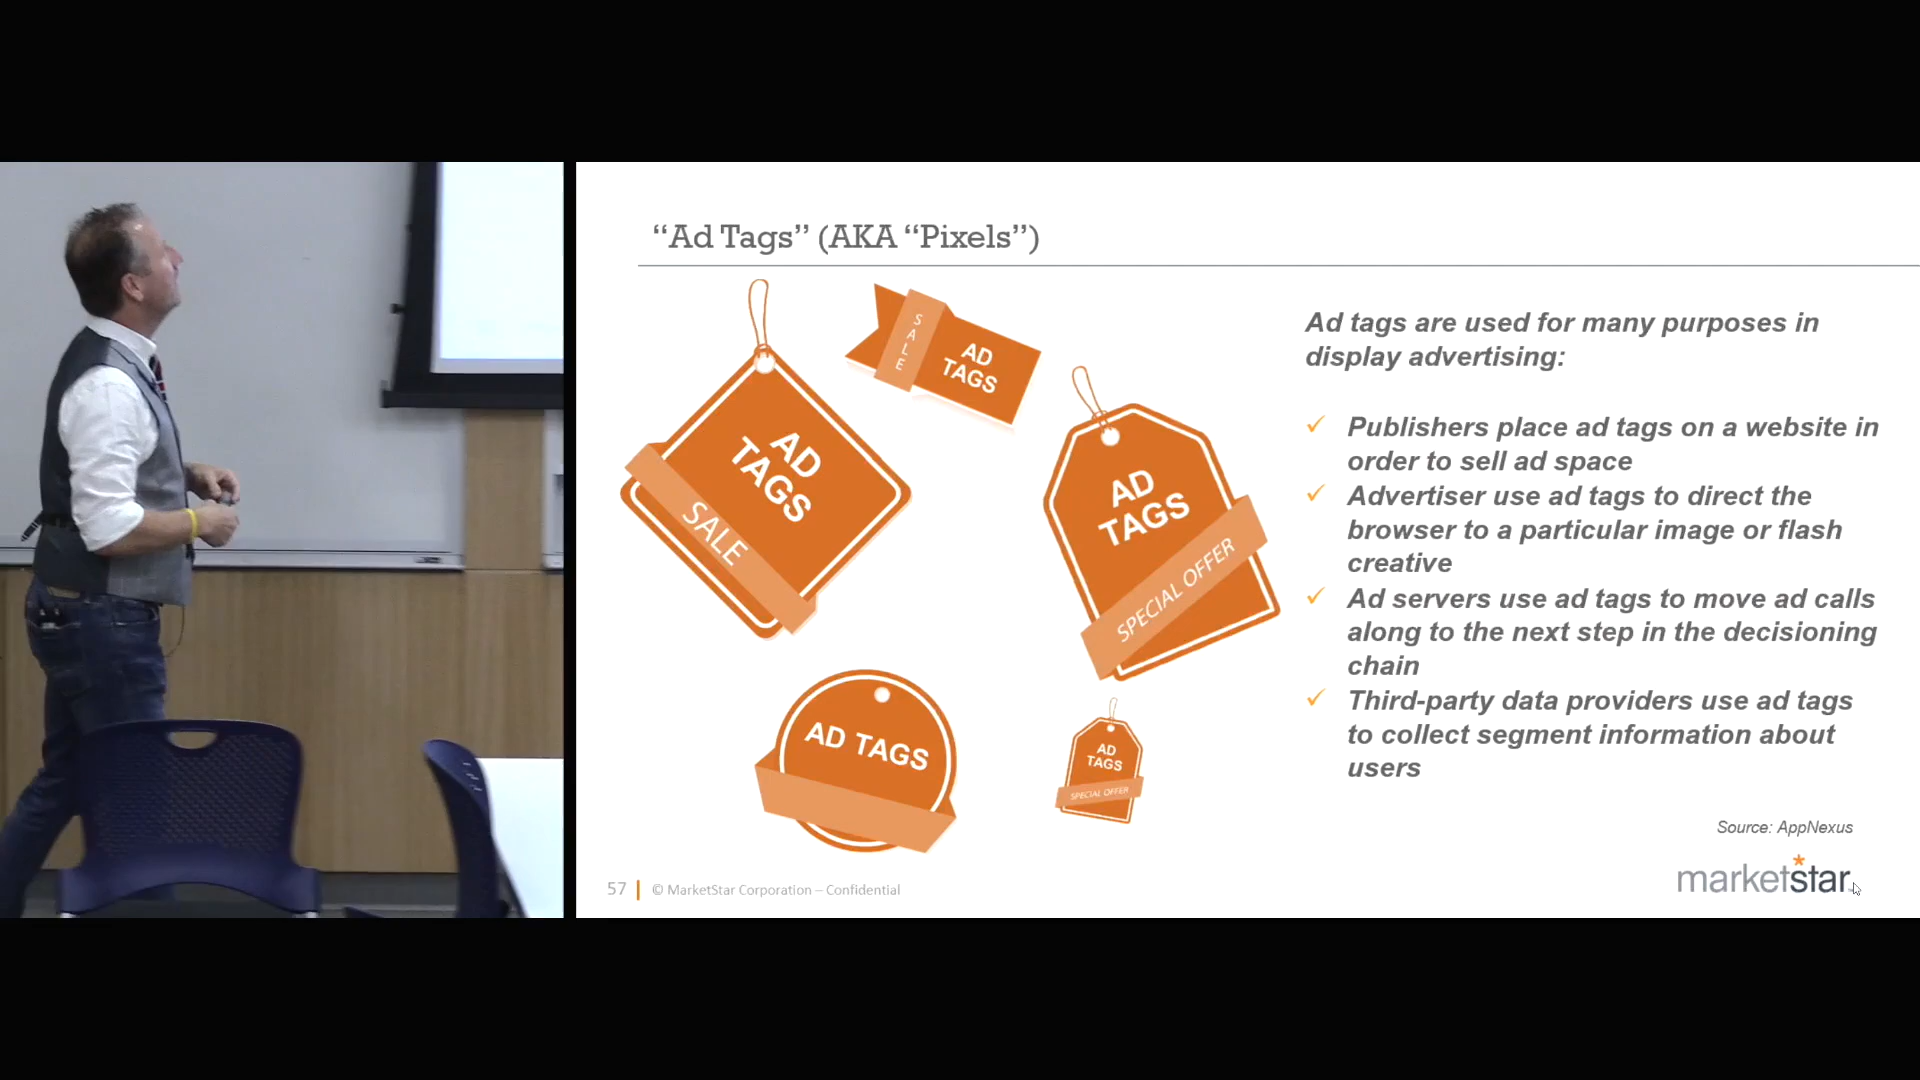 “Ad Tags” (AKA “Pixels”)
SALE
AD
TAGS
AD
TAGS
SALE
AD
TAGS
SPECIAL OFFER
AD TAGS
AD
TAGS
SPECIAL OFFER
Ad tags are used for many purposes in
display advertising:
✓ Publishers place ad tags on a website in
order to sell ad space
✓ Advertiser use ad tags to direct the
browser to a particular image or flash
creative
✓ Ad servers use ad tags to move ad calls
along to the next step in the decisioning
chain
✓ Third-party data providers use ad tags
to collect segment information about
users
Source: AppNexus
marketstar
57 | © MarketStar Corporation – Confidential